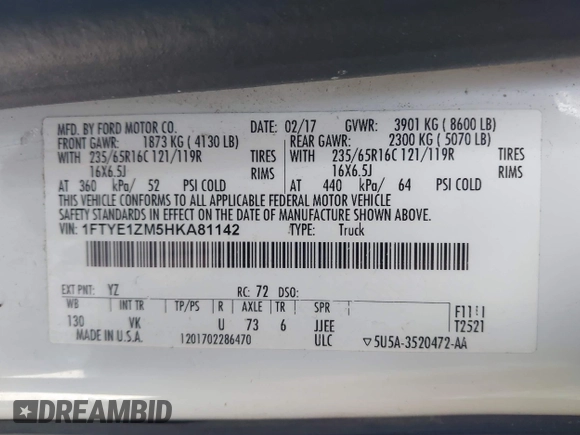 MFD. BY FORD MOTOR CO. DATE: 02/17 GVWR: 3901 KG ( 8600 LB)
FRONT GAWR: 1873 KG ( 4130 LB) REAR GAWR: 2300 KG ( 5070 LB)
WITH 235/65R16C 121/119R TIRES WITH 235/65R16C 121/119R TIRES
16X6.5J RIMS 16X6.5J RIMS
AT 360 kPa/ 52 PSI COLD AT 440 kPa/ 64 PSI COLD
THIS VEHICLE CONFORMS TO ALL APPLICABLE FEDERAL MOTOR VEHICLE
SAFETY STANDARDS IN EFFECT ON THE DATE OF MANUFACTURE SHOWN ABOVE.
VIN: 1FTYE1ZM5HKA81142 TYPE: Truck
EXT PNT: YZ RC: 72 DSO:
WB INT TR TP/PS R AXLE TR SPR F111I
130 VK U 73 6 JJEE T2521
MADE IN U.S.A. 1201702286470 ULC ▽5U5A-3520472-AA
DREAMBID